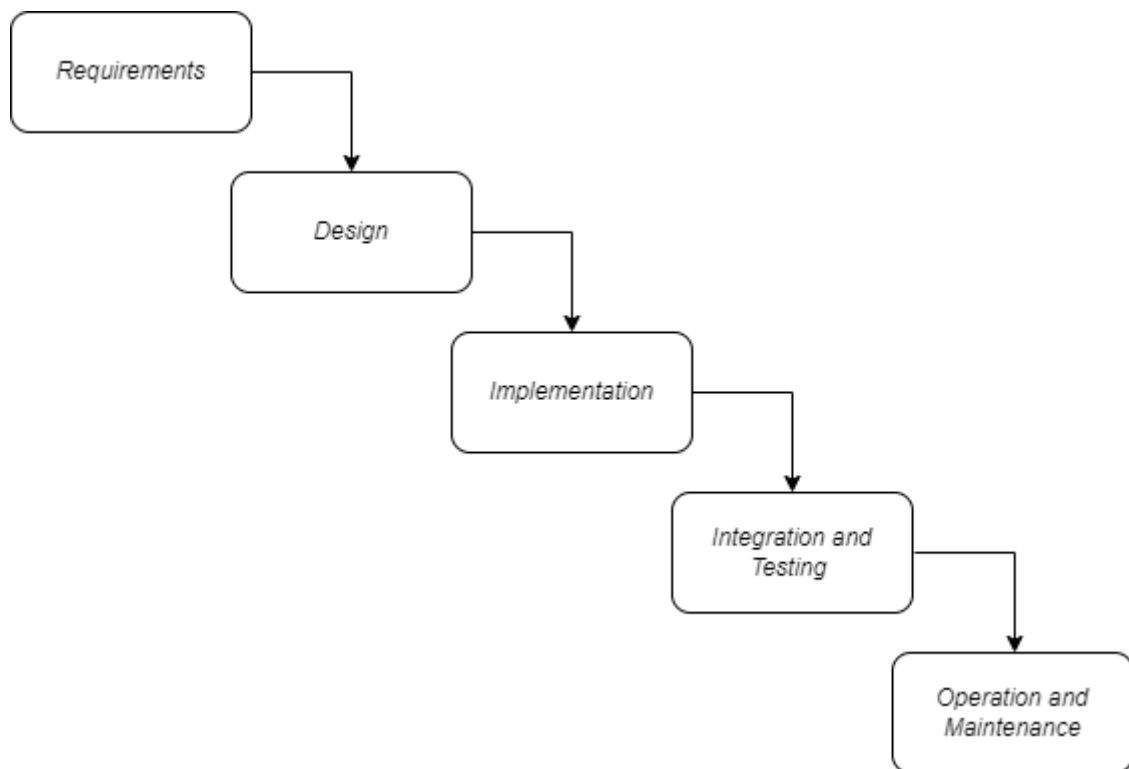 Requirements
Design
Implementation
Integration and
Testing
Operation and
Maintenance